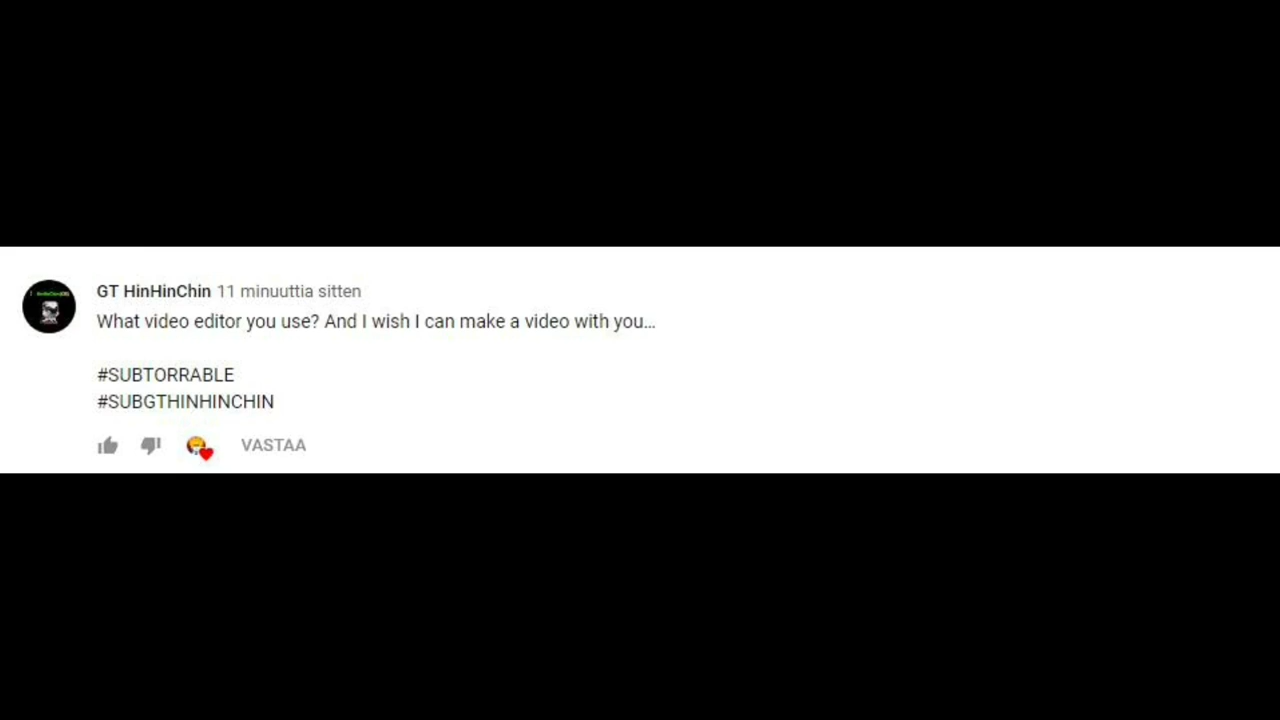 GT HinHinChin 11 minuuttia sitten
What video editor you use? And I wish I can make a video with you...
#SUBTORRABLE
#SUBGTHINHINCHIN
VASTAA